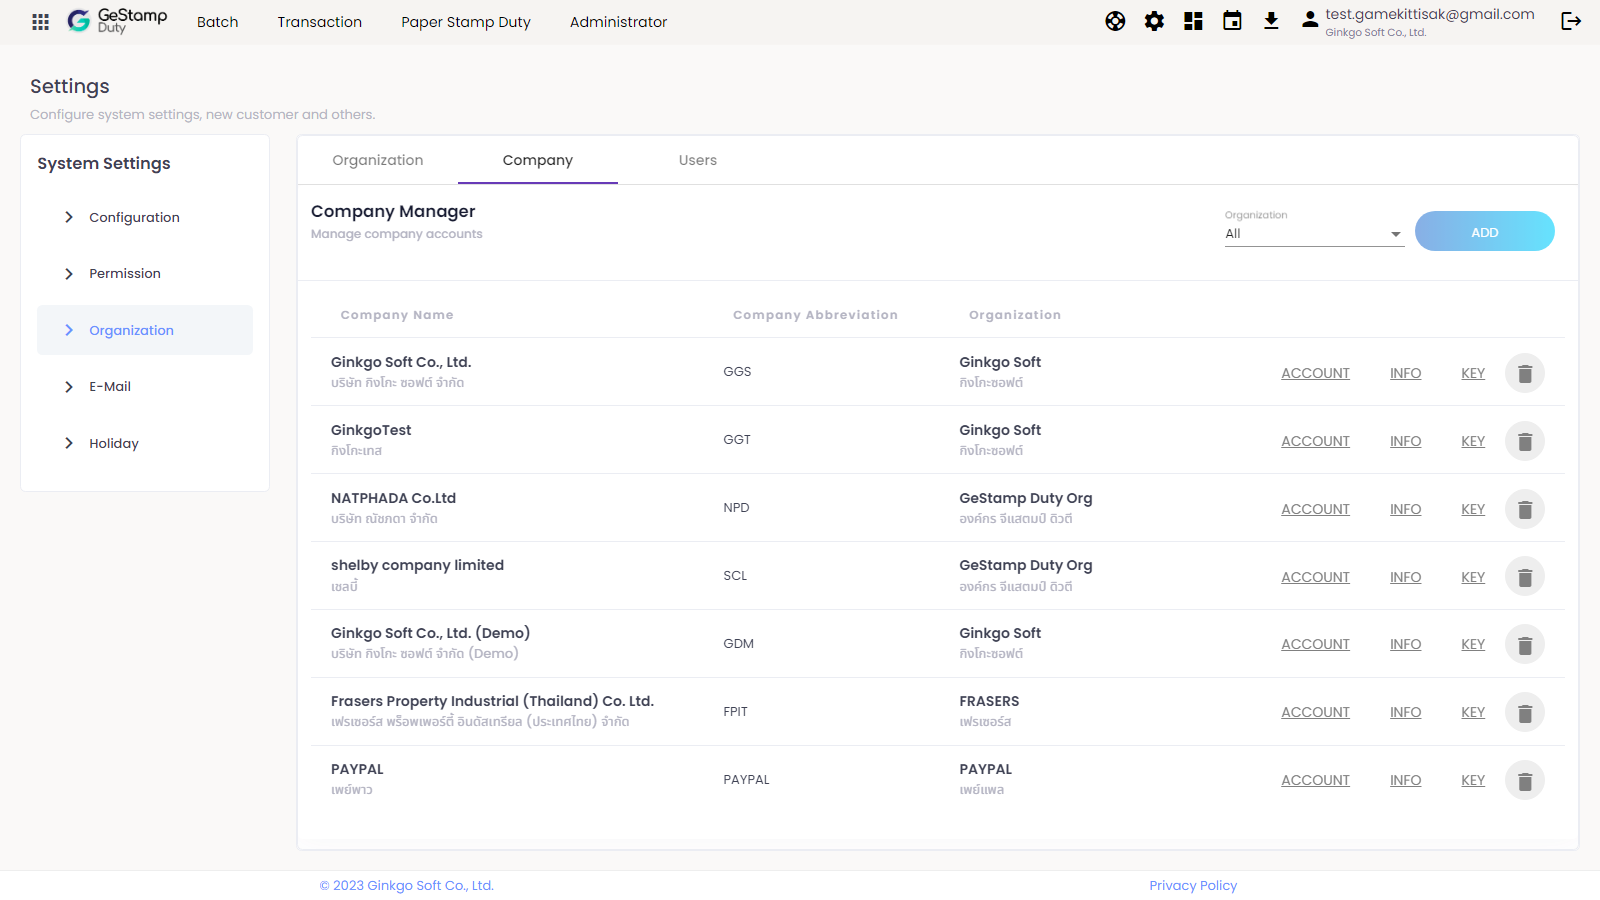 GeStamp
Duty
Batch
Transaction
Paper Stamp Duty
Administrator
test.gamekittisak@gmail.com
Ginkgo Soft Co., Ltd.
Settings
Configure system settings, new customer and others.
System Settings
Configuration
Permission
Organization
E-Mail
Holiday
Organization
Company
Users
Company Manager
Manage company accounts
Organization
All
ADD
Company Name
Company Abbreviation
Organization
Ginkgo Soft Co., Ltd.
บริษัท กิงโกะ ซอฟต์ จำกัด
GGS
Ginkgo Soft
กิงโกะซอฟต์
ACCOUNT
INFO
KEY
GinkgoTest
กิงโกะเทส
GGT
Ginkgo Soft
กิงโกะซอฟต์
ACCOUNT
INFO
KEY
NATPHADA Co.Ltd
บริษัท ณัชภดา จำกัด
NPD
GeStamp Duty Org
องค์กร จีแสตมป์ ดิวตี
ACCOUNT
INFO
KEY
shelby company limited
เชลบี้
SCL
GeStamp Duty Org
องค์กร จีแสตมป์ ดิวตี
ACCOUNT
INFO
KEY
Ginkgo Soft Co., Ltd. (Demo)
บริษัท กิงโกะ ซอฟต์ จำกัด (Demo)
GDM
Ginkgo Soft
กิงโกะซอฟต์
ACCOUNT
INFO
KEY
Frasers Property Industrial (Thailand) Co. Ltd.
เฟรเซอร์ส พร็อพเพอร์ตี้ อินดัสเทรียล (ประเทศไทย) จำกัด
FPIT
FRASERS
เฟรเซอร์ส
ACCOUNT
INFO
KEY
PAYPAL
เพย์พาว
PAYPAL
PAYPAL
เพย์แพล
ACCOUNT
INFO
KEY
© 2023 Ginkgo Soft Co., Ltd.
Privacy Policy